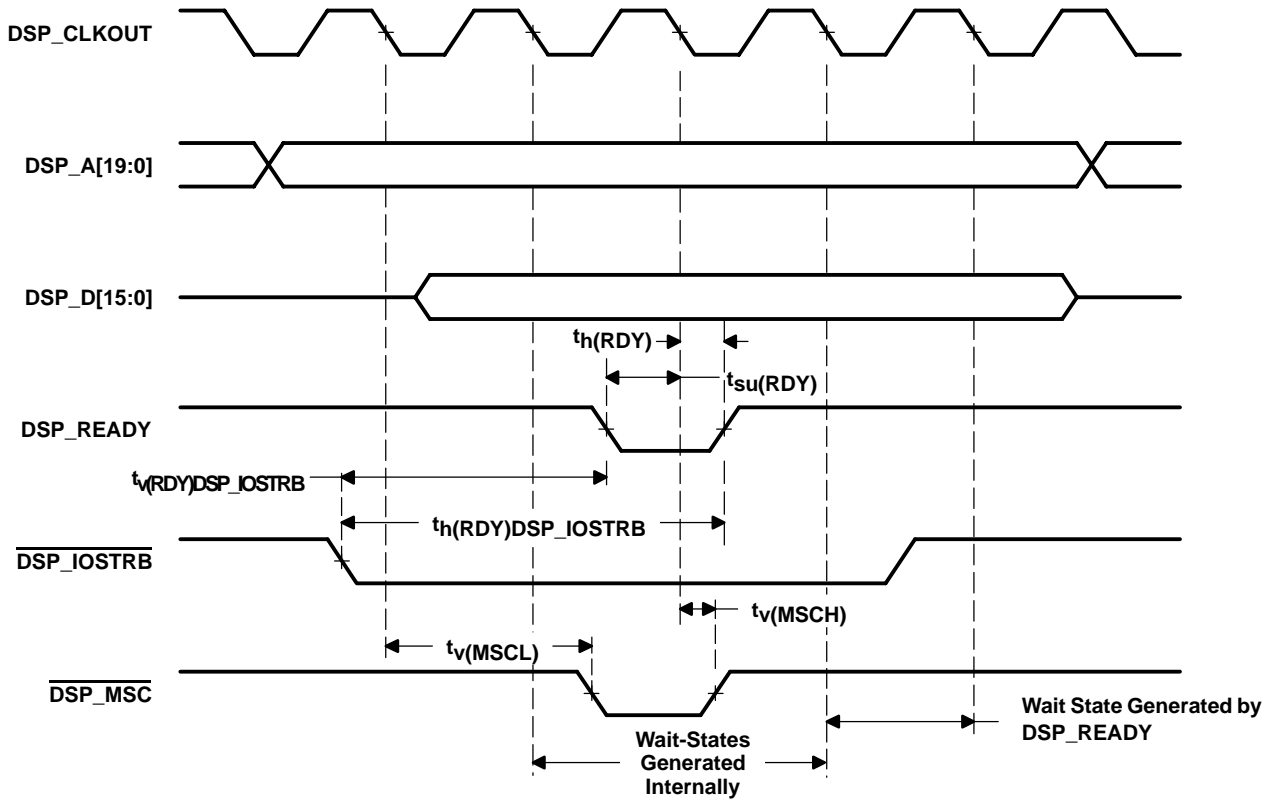 DSP_CLKOUT
DSP_A[19:0]
DSP_D[15:0]
th(RDY)
tsu(RDY)
DSP_READY
tv(RDY)DSP_IOSTRB
th(RDY)DSP_IOSTRB
DSP_IOSTRB
tv(MSCH)
tv(MSCL)
DSP_MSC
Wait State Generated by
DSP_READY
Wait-States
Generated
Internally